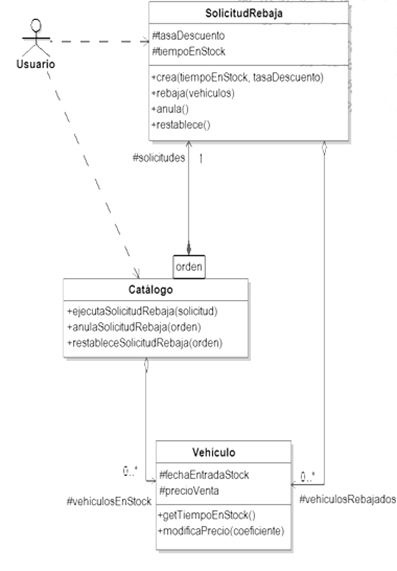 SolicitudRebaja
#tasaDescuento
#tiempoEnStock
Usuario
+crea(tiempoEnStock, tasaDescuento)
+rebaja(vehiculos)
+anula()
+restablece()
#solicitudes 1
orden
Catálogo
+ejecutaSolicitudRebaja(solicitud)
+anulaSolicitudRebaja(orden)
+restableceSolicitudRebaja(orden)
Vehículo
0..*
#fechaEntradaStock
0..*
#precioVenta
#vehiculosEnStock
#vehiculosRebajados
+getTiempoEnStock()
+modificaPrecio(coeficiente)